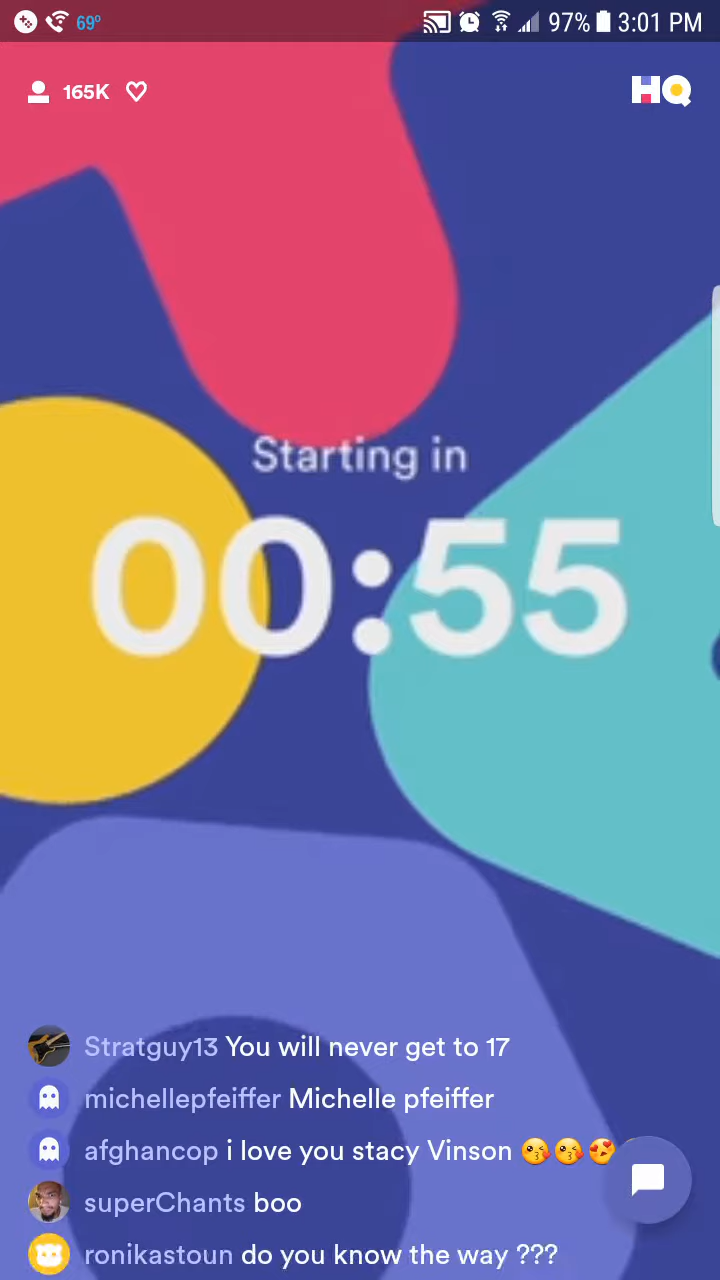 69° 97% 3:01 PM
165K HQ
Starting in
00:55
Stratguy13 You will never get to 17
michellepfeiffer Michelle pfeiffer
afghancop i love you stacy Vinson 😘😘😍
superChants boo
ronikastoun do you know the way ???